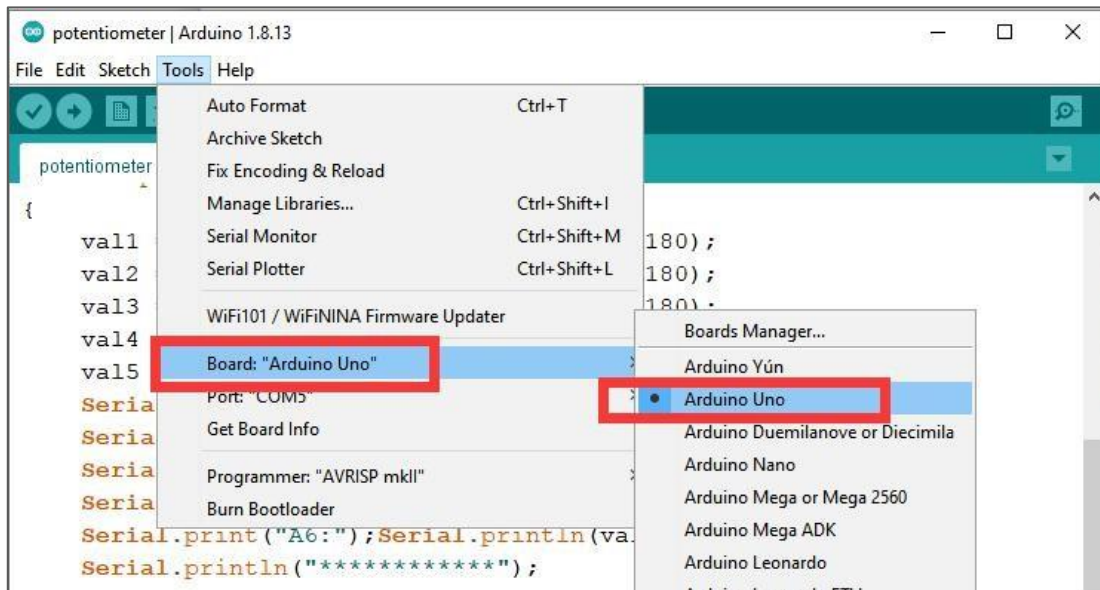 potentiometer | Arduino 1.8.13
File Edit Sketch Tools Help
potentiometer
Auto Format Ctrl+T
Archive Sketch
Fix Encoding & Reload
Manage Libraries... Ctrl+Shift+I
Serial Monitor Ctrl+Shift+M
Serial Plotter Ctrl+Shift+L
WiFi101 / WiFiNINA Firmware Updater
Board: "Arduino Uno"
Port: "COM5"
Get Board Info
Programmer: "AVRISP mkII"
Burn Bootloader
Boards Manager...
Arduino Yún
Arduino Uno
Arduino Duemilanove or Diecimila
Arduino Nano
Arduino Mega or Mega 2560
Arduino Mega ADK
Arduino Leonardo
{
val1 180);
val2 180);
val3 180);
val4
val5
Seria
Seria
Seria
Seria
Serial.print("A6:");Serial.println(va
Serial.println("************");